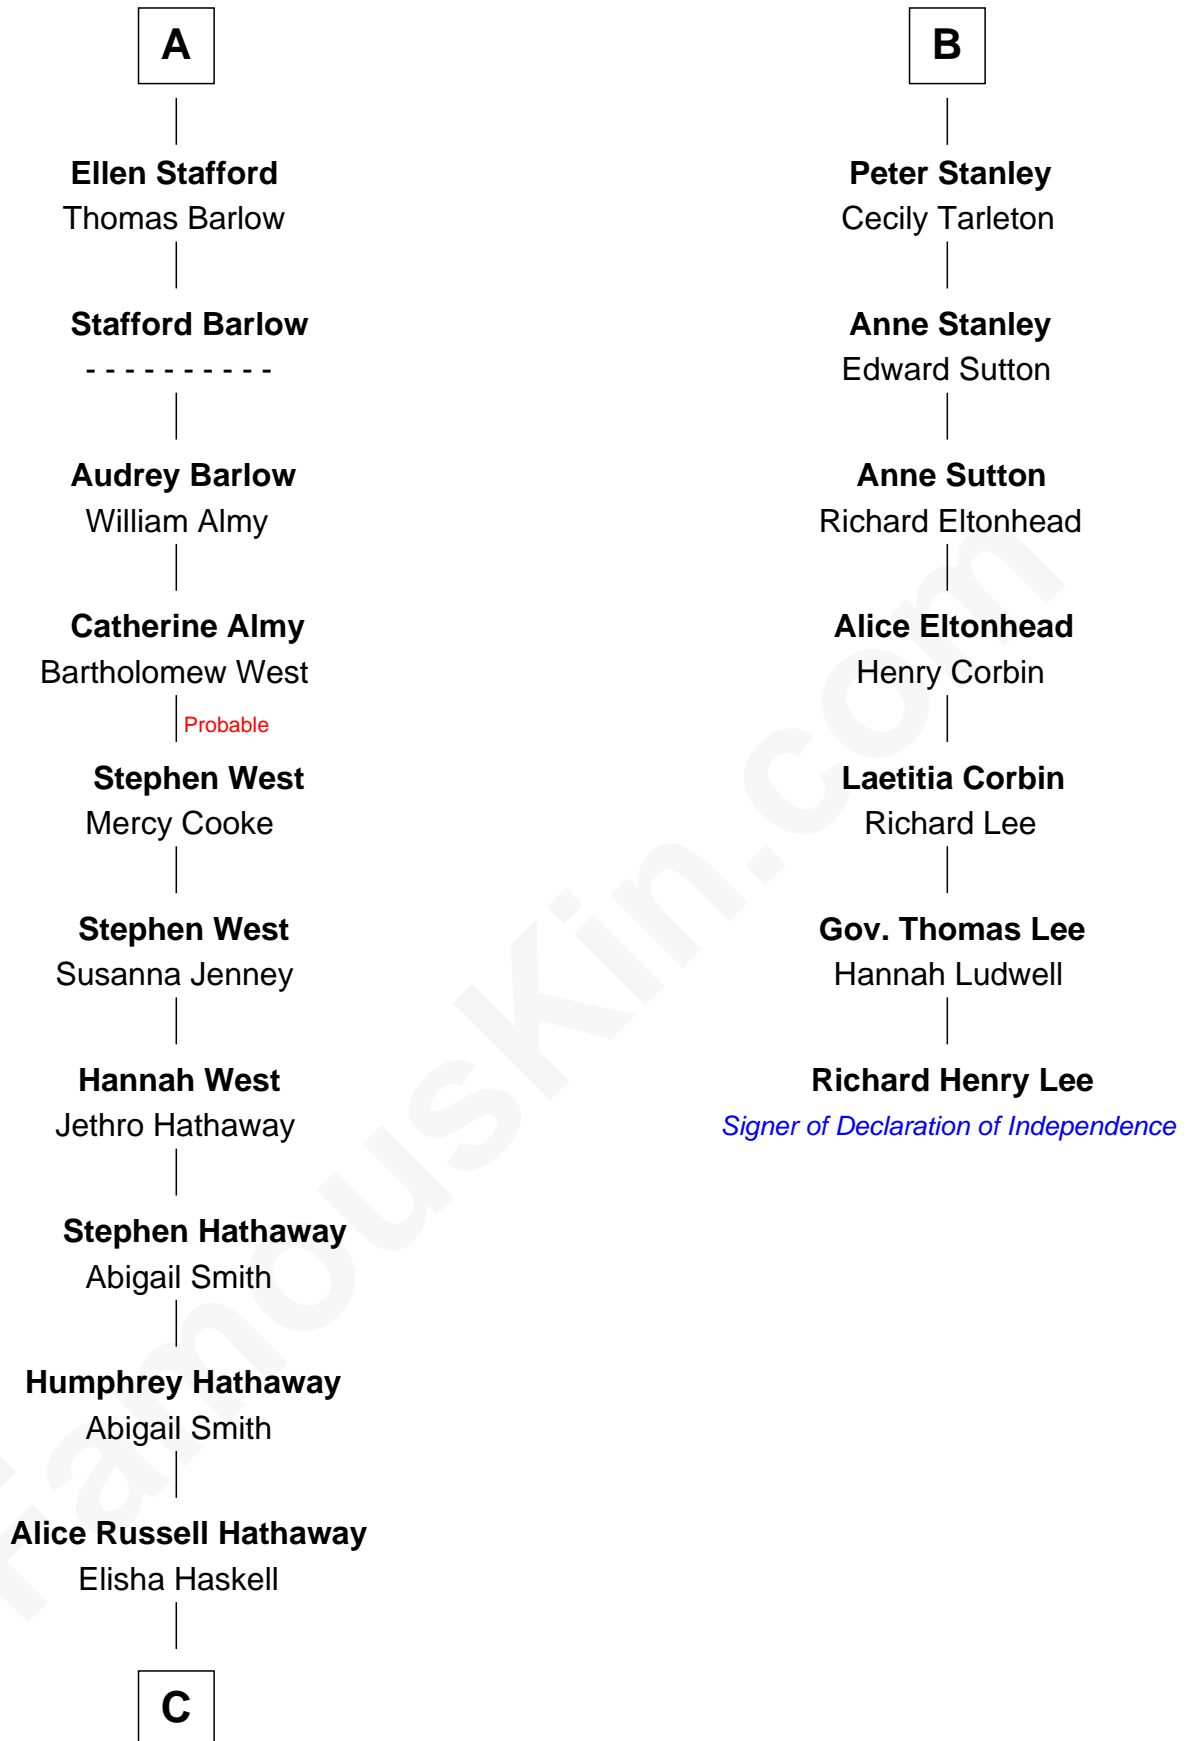 A
Ellen Stafford
Thomas Barlow
Stafford Barlow
- - - - - - - - - -
Audrey Barlow
William Almy
Catherine Almy
Bartholomew West
Probable
Stephen West
Mercy Cooke
Stephen West
Susanna Jenney
Hannah West
Jethro Hathaway
Stephen Hathaway
Abigail Smith
Humphrey Hathaway
Abigail Smith
Alice Russell Hathaway
Elisha Haskell
C
B
Peter Stanley
Cecily Tarleton
Anne Stanley
Edward Sutton
Anne Sutton
Richard Eltonhead
Alice Eltonhead
Henry Corbin
Laetitia Corbin
Richard Lee
Gov. Thomas Lee
Hannah Ludwell
Richard Henry Lee
Signer of Declaration of Independence
FamousKin.com